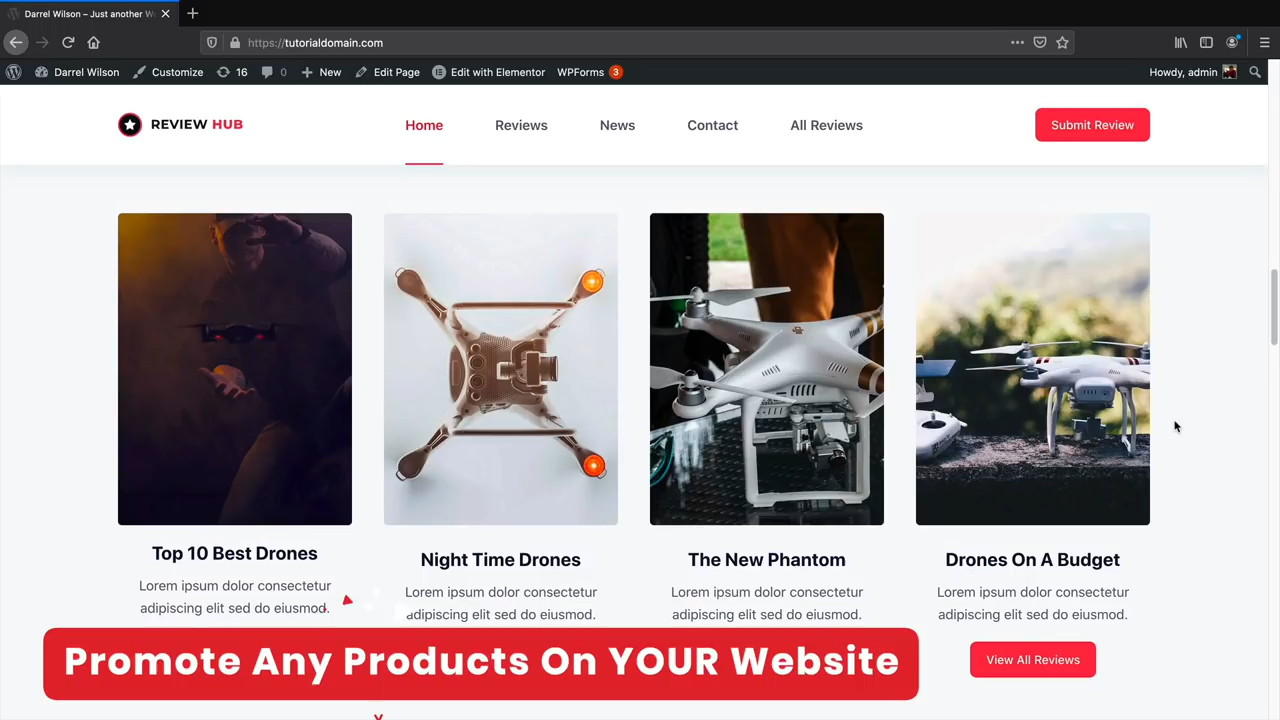 Darrel Wilson – Just another W
https://tutorialdomain.com
Darrel Wilson
Customize
16
0
New
Edit Page
Edit with Elementor
WPForms
3
Howdy, admin
REVIEW HUB
Home
Reviews
News
Contact
All Reviews
Submit Review
Top 10 Best Drones
Lorem ipsum dolor consectetur
adipiscing elit sed do eiusmod.
Night Time Drones
Lorem ipsum dolor consectetur
adipiscing elit sed do eiusmod.
The New Phantom
Lorem ipsum dolor consectetur
adipiscing elit sed do eiusmod.
Drones On A Budget
Lorem ipsum dolor consectetur
adipiscing elit sed do eiusmod.
View All Reviews
Promote Any Products On YOUR Website